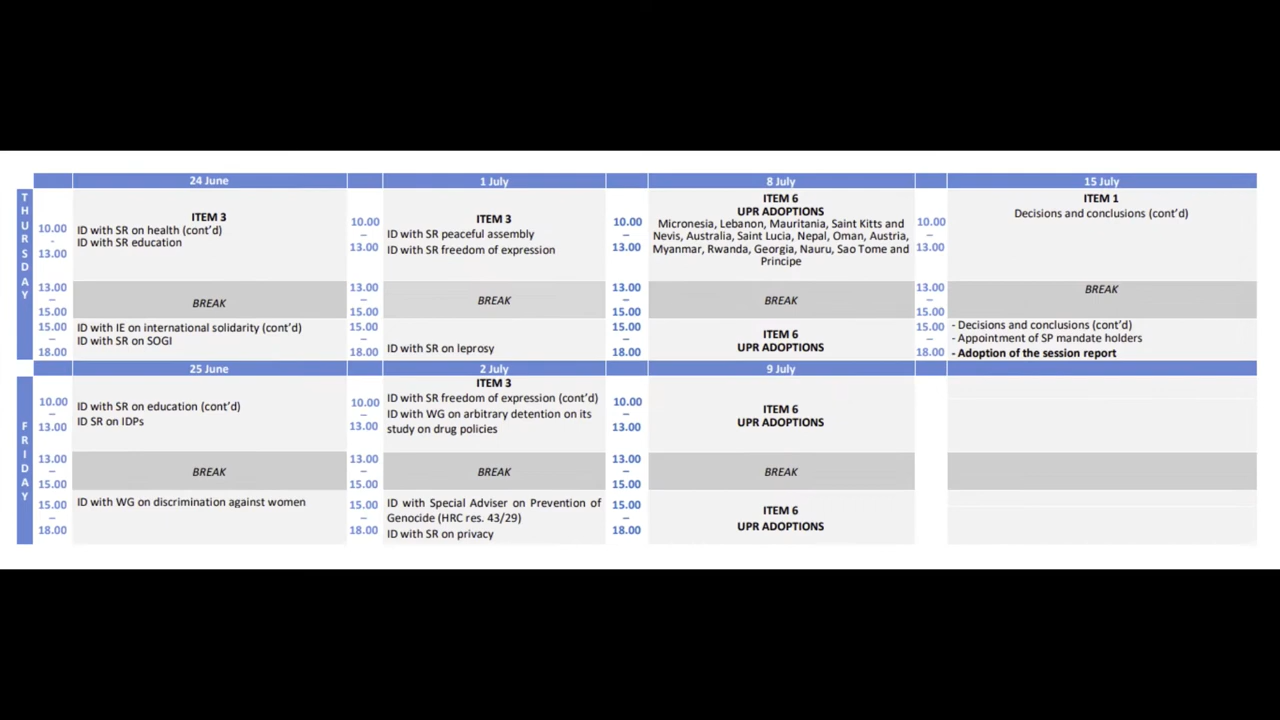 24 June
1 July
8 July
15 July
THURSDAY
10.00
-
13.00
ITEM 3
ID with SR on health (cont'd)
ID with SR education
10.00
–
13.00
ITEM 3
ID with SR peaceful assembly
ID with SR freedom of expression
10.00
–
13.00
ITEM 6
UPR ADOPTIONS
Micronesia, Lebanon, Mauritania, Saint Kitts and
Nevis, Australia, Saint Lucia, Nepal, Oman, Austria,
Myanmar, Rwanda, Georgia, Nauru, Sao Tome and
Principe
10.00
–
13.00
ITEM 1
Decisions and conclusions (cont'd)
13.00
–
15.00
BREAK
13.00
–
15.00
BREAK
13.00
–
15.00
BREAK
13.00
–
15.00
BREAK
15.00
–
18.00
ID with IE on international solidarity (cont'd)
ID with SR on SOGI
15.00
–
18.00
ID with SR on leprosy
15.00
–
18.00
ITEM 6
UPR ADOPTIONS
15.00
–
18.00
- Decisions and conclusions (cont'd)
- Appointment of SP mandate holders
- Adoption of the session report
25 June
2 July
9 July
FRIDAY
10.00
–
13.00
ID with SR on education (cont'd)
ID SR on IDPs
10.00
–
13.00
ITEM 3
ID with SR freedom of expression (cont'd)
ID with WG on arbitrary detention on its
study on drug policies
10.00
–
13.00
ITEM 6
UPR ADOPTIONS
13.00
–
15.00
BREAK
13.00
–
15.00
BREAK
13.00
–
15.00
BREAK
15.00
–
18.00
ID with WG on discrimination against women
15.00
–
18.00
ID with Special Adviser on Prevention of
Genocide (HRC res. 43/29)
ID with SR on privacy
15.00
–
18.00
ITEM 6
UPR ADOPTIONS